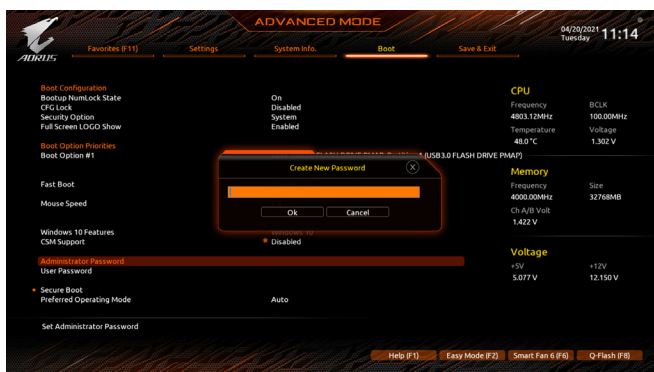 ADVANCED MODE
04/20/2021 Tuesday 11:14
AORUS
Favorites (F11) Settings System Info. Boot Save & Exit
Boot Configuration
Bootup NumLock State On
CFG Lock Disabled
Security Option System
Full Screen LOGO Show Enabled
Boot Option Priorities
Boot Option #1 (USB3.0 FLASH DRIVE PMAP)
Fast Boot
Mouse Speed
Windows 10 Features Windows 10
CSM Support Disabled
Administrator Password
User Password
Secure Boot
Preferred Operating Mode Auto
Set Administrator Password
Create New Password
Ok Cancel
CPU
Frequency BCLK
4803.12MHz 100.00MHz
Temperature Voltage
48.0 °C 1.302 V
Memory
Frequency Size
4000.00MHz 32768MB
Ch A/B Volt
1.422 V
Voltage
+5V +12V
5.077 V 12.150 V
Help (F1) Easy Mode (F2) Smart Fan 6 (F6) Q-Flash (F8)